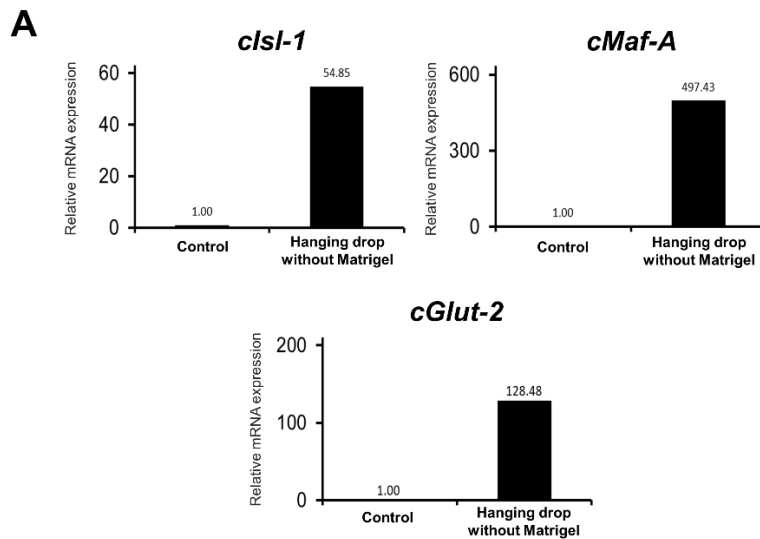 A
cIsl-1
Relative mRNA expression
60
40
20
0
54.85
1.00
Control
Hanging drop
without Matrigel
cMaf-A
Relative mRNA expression
600
300
0
497.43
1.00
Control
Hanging drop
without Matrigel
cGlut-2
Relative mRNA expression
200
100
0
128.48
1.00
Control
Hanging drop
without Matrigel